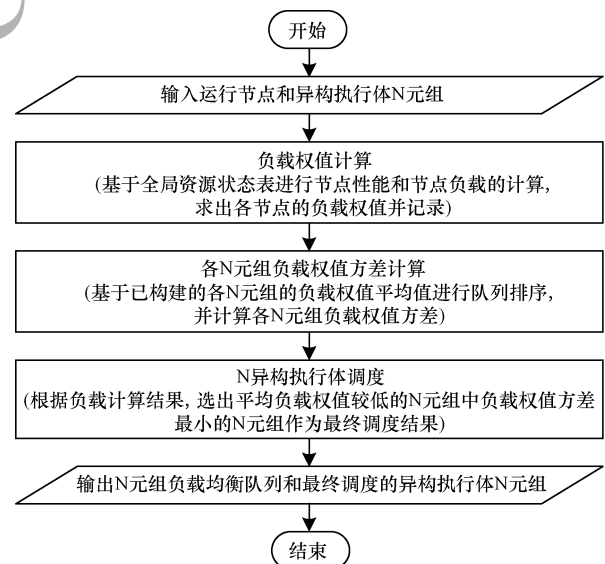 开始
输入运行节点和异构执行体N元组
负载权值计算
(基于全局资源状态表进行节点性能和节点负载的计算,
求出各节点的负载权值并记录)
各N元组负载权值方差计算
(基于已构建的各N元组的负载权值平均值进行队列排序,
并计算各N元组负载权值方差)
N异构执行体调度
(根据负载计算结果, 选出平均负载权值较低的N元组中负载权值方差
最小的N元组作为最终调度结果)
输出N元组负载均衡队列和最终调度的异构执行体N元组
结束